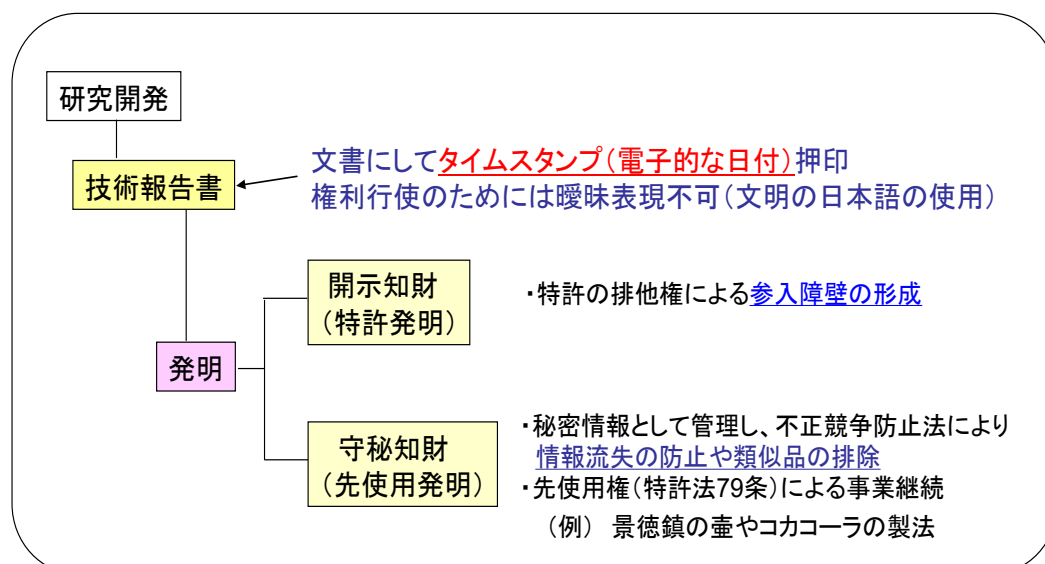 研究開発
技術報告書
文書にしてタイムスタンプ（電子的な日付）押印
権利行使のためには曖昧表現不可（文明の日本語の使用）
開示知財
（特許発明）
・特許の排他権による参入障壁の形成
発明
守秘知財
（先使用発明）
・秘密情報として管理し、不正競争防止法により
情報流失の防止や類似品の排除
・先使用権（特許法79条）による事業継続
（例） 景徳鎮の壷やコカコーラの製法